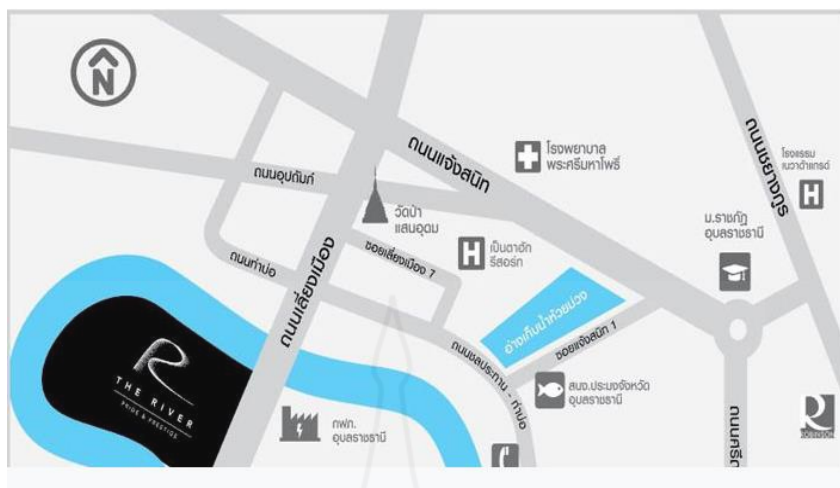 N
ถนนแจ้งสนิท
โรงพยาบาล
พระศรีมหาโพธิ์
ถนนชยางกูร
โรงแรม
เนวาด้าแกรนด์
H
ถนนอุปถัมภ์
วัดป่า
แสนอุดม
ม.ราชภัฏ
อุบลราชธานี
ถนนท่าบ่อ
ซอยเลี่ยงเมือง 7
H
เป็นตาฮัก
รีสอร์ท
ถนนเลี่ยงเมือง
อ่างเก็บน้ำห้วยม่วง
ซอยแจ้งสนิท 1
ถนนชลประทาน - ท่าบ่อ
R
THE RIVER
PRIDE & PRESTIGE
สนง.ประมงจังหวัด
อุบลราชธานี
กฟภ.
อุบลราชธานี
R
ROBINSON